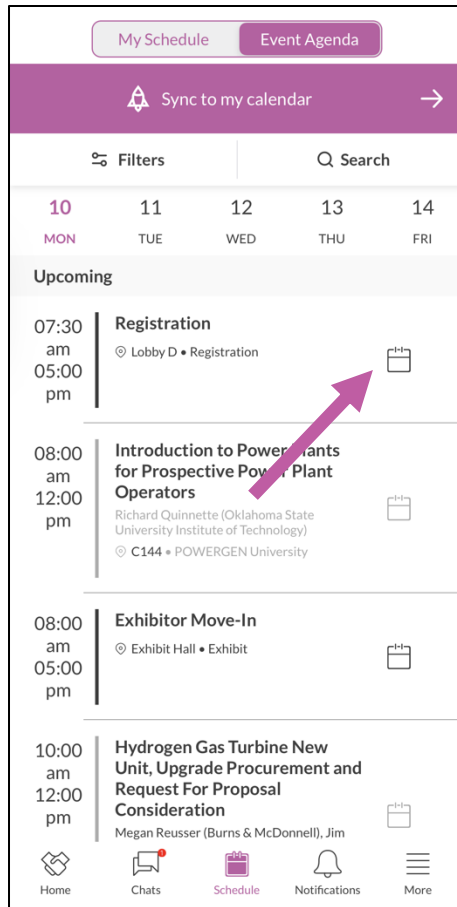 My Schedule
Event Agenda
Sync to my calendar
Filters
Search
10
11
12
13
14
MON
TUE
WED
THU
FRI
Upcoming
07:30
am
05:00
pm
Registration
Lobby D • Registration
08:00
am
12:00
pm
Introduction to Power Plants
for Prospective Power Plant
Operators
Richard Quinnette (Oklahoma State
University Institute of Technology)
C144 • POWERGEN University
08:00
am
05:00
pm
Exhibitor Move-In
Exhibit Hall • Exhibit
10:00
am
12:00
pm
Hydrogen Gas Turbine New
Unit, Upgrade Procurement and
Request For Proposal
Consideration
Megan Reusser (Burns & McDonnell), Jim
1
Home
Chats
Schedule
Notifications
More